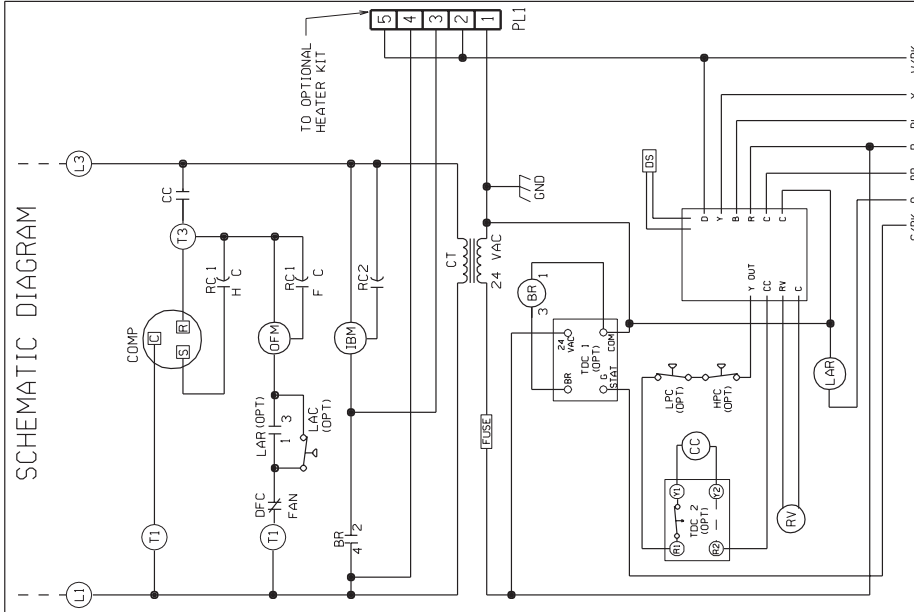 SCHEMATIC DIAGRAM
L1
L3
T1
COMP
C
S
R
T3
CC
RC 1
H C
DFC
FAN
T1
LAR (OPT)
1 3
LAC
(OPT)
OFM
RC1
F C
BR
4 2
IBM
RC2
CT
24 VAC
GND
FUSE
TO OPTIONAL
HEATER KIT
5 4 3 2 1
PL1
BR
3 1
24
VAC
BR
TDC 1
(OPT)
G
STAT
COM
DS
D
Y
B
R
C
C
Y OUT
CC
RV
C
LPC
(OPT)
HPC
(OPT)
LAR
CC
Y1
Y2
R1
R2
TDC 2
(OPT)
RV